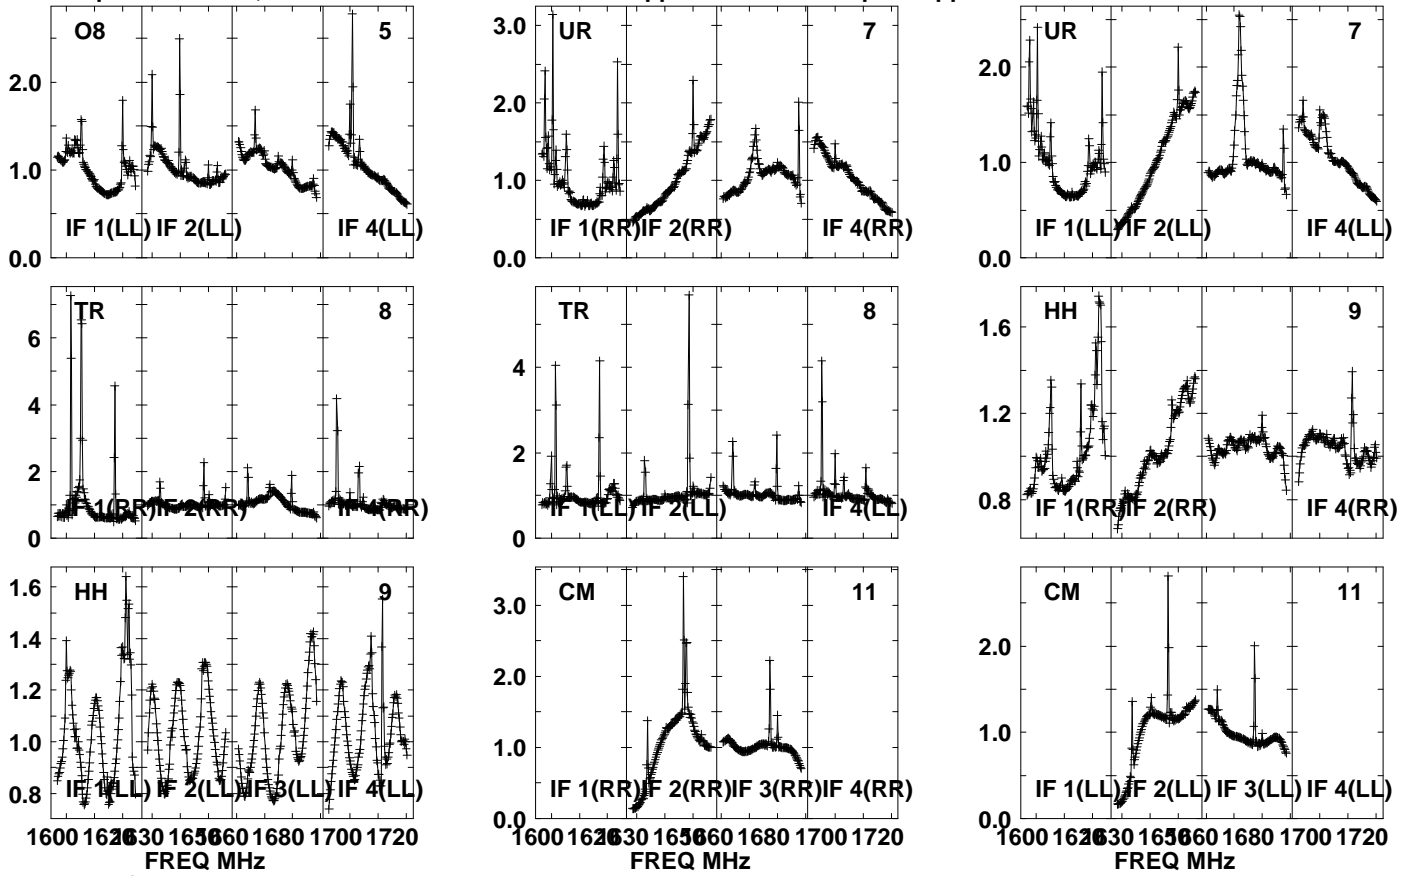 O8 5 UR 7 UR 7
3.0
2.0 2.0 2.0
1.0 1.0 1.0
IF 1(LL) IF 2(LL) IF 4(LL) IF 1(RR) IF 2(RR) IF 4(RR) IF 1(LL) IF 2(LL) IF 4(LL)
0.0 0.0 0.0
TR 8 TR 8 HH 9
6 4 1.6
4 1.2
2 2
IF 1(RR) IF 2(RR) IF 4(RR) IF 1(LL) IF 2(LL) IF 4(LL) IF 1(RR) IF 2(RR) IF 4(RR)
0.8
0 0
HH 9 CM 11 CM 11
1.6 3.0
1.4 2.0
1.2 2.0
1.0 1.0 1.0
0.8 IF 1(LL) IF 2(LL) IF 3(LL) IF 4(LL) IF 1(RR) IF 2(RR) IF 3(RR) IF 4(RR) IF 1(LL) IF 2(LL) IF 3(LL) IF 4(LL)
0.0 0.0
1600 1620 1630 1650 1660 1680 1700 1720 1600 1620 1630 1650 1660 1680 1700 1720 1600 1620 1630 1650 1660 1680 1700 1720
FREQ MHz FREQ MHz FREQ MHz